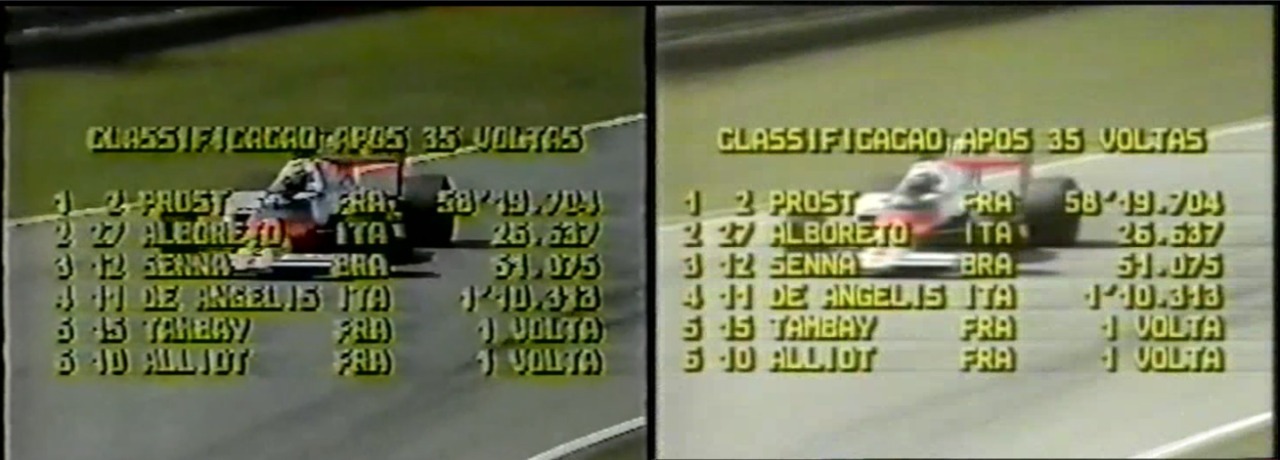 CLASSIFICACAO APOS 35 VOLTAS
1 2 PROST FRA 58'19.704
2 27 ALBORETO ITA 26.637
3 12 SENNA BRA 51.075
4 11 DE ANGELIS ITA 1'10.313
5 15 TAMBAY FRA 1 VOLTA
6 10 ALLIOT FRA 1 VOLTA
CLASSIFICACAO APOS 35 VOLTAS
1 2 PROST FRA 58'19.704
2 27 ALBORETO ITA 26.637
3 12 SENNA BRA 51.075
4 11 DE ANGELIS ITA 1'10.313
5 15 TAMBAY FRA 1 VOLTA
6 10 ALLIOT FRA 1 VOLTA